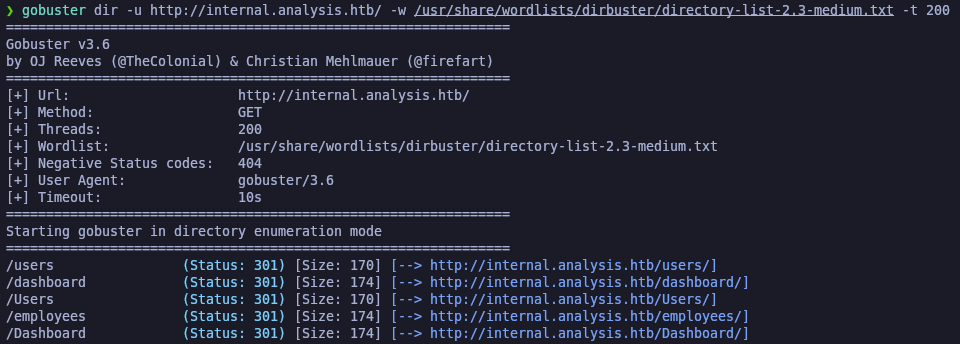 ❯ gobuster dir -u http://internal.analysis.htb/ -w /usr/share/wordlists/dirbuster/directory-list-2.3-medium.txt -t 200
===============================================================
Gobuster v3.6
by OJ Reeves (@TheColonial) & Christian Mehlmauer (@firefart)
===============================================================
[+] Url:                     http://internal.analysis.htb/
[+] Method:                  GET
[+] Threads:                 200
[+] Wordlist:                /usr/share/wordlists/dirbuster/directory-list-2.3-medium.txt
[+] Negative Status codes:   404
[+] User Agent:              gobuster/3.6
[+] Timeout:                 10s
===============================================================
Starting gobuster in directory enumeration mode
===============================================================
/users                (Status: 301) [Size: 170] [--> http://internal.analysis.htb/users/]
/dashboard            (Status: 301) [Size: 174] [--> http://internal.analysis.htb/dashboard/]
/Users                (Status: 301) [Size: 170] [--> http://internal.analysis.htb/Users/]
/employees            (Status: 301) [Size: 174] [--> http://internal.analysis.htb/employees/]
/Dashboard            (Status: 301) [Size: 174] [--> http://internal.analysis.htb/Dashboard/]